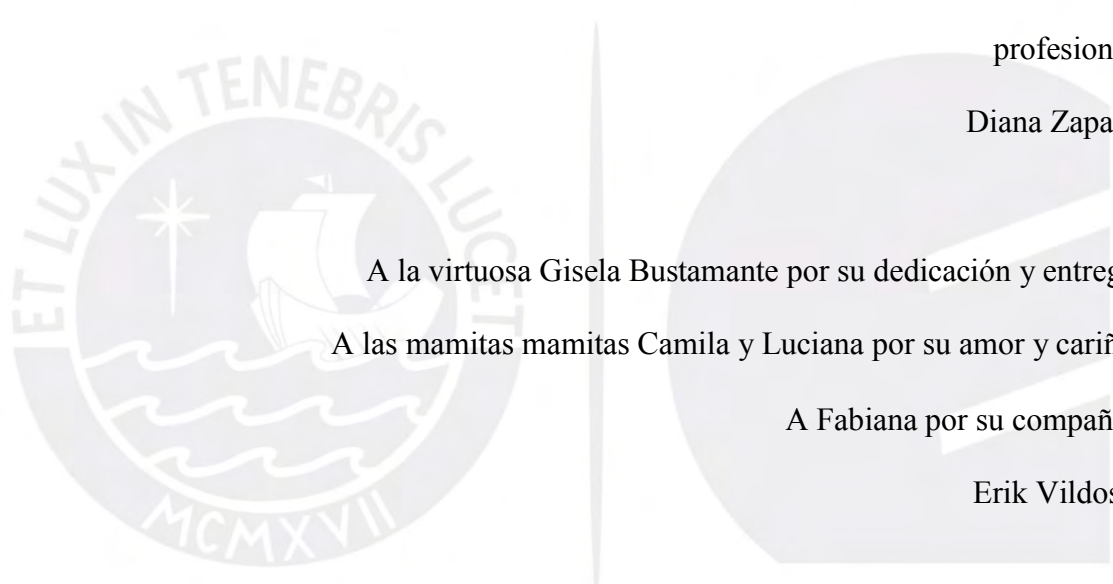 profesion
Diana Zapa
A la virtuosa Gisela Bustamante por su dedicación y entreg
A las mamitas mamitas Camila y Luciana por su amor y cariñ
A Fabiana por su compañ
Erik Vildos
ET LUX IN TENEBRIS LUCET
MCMXVII